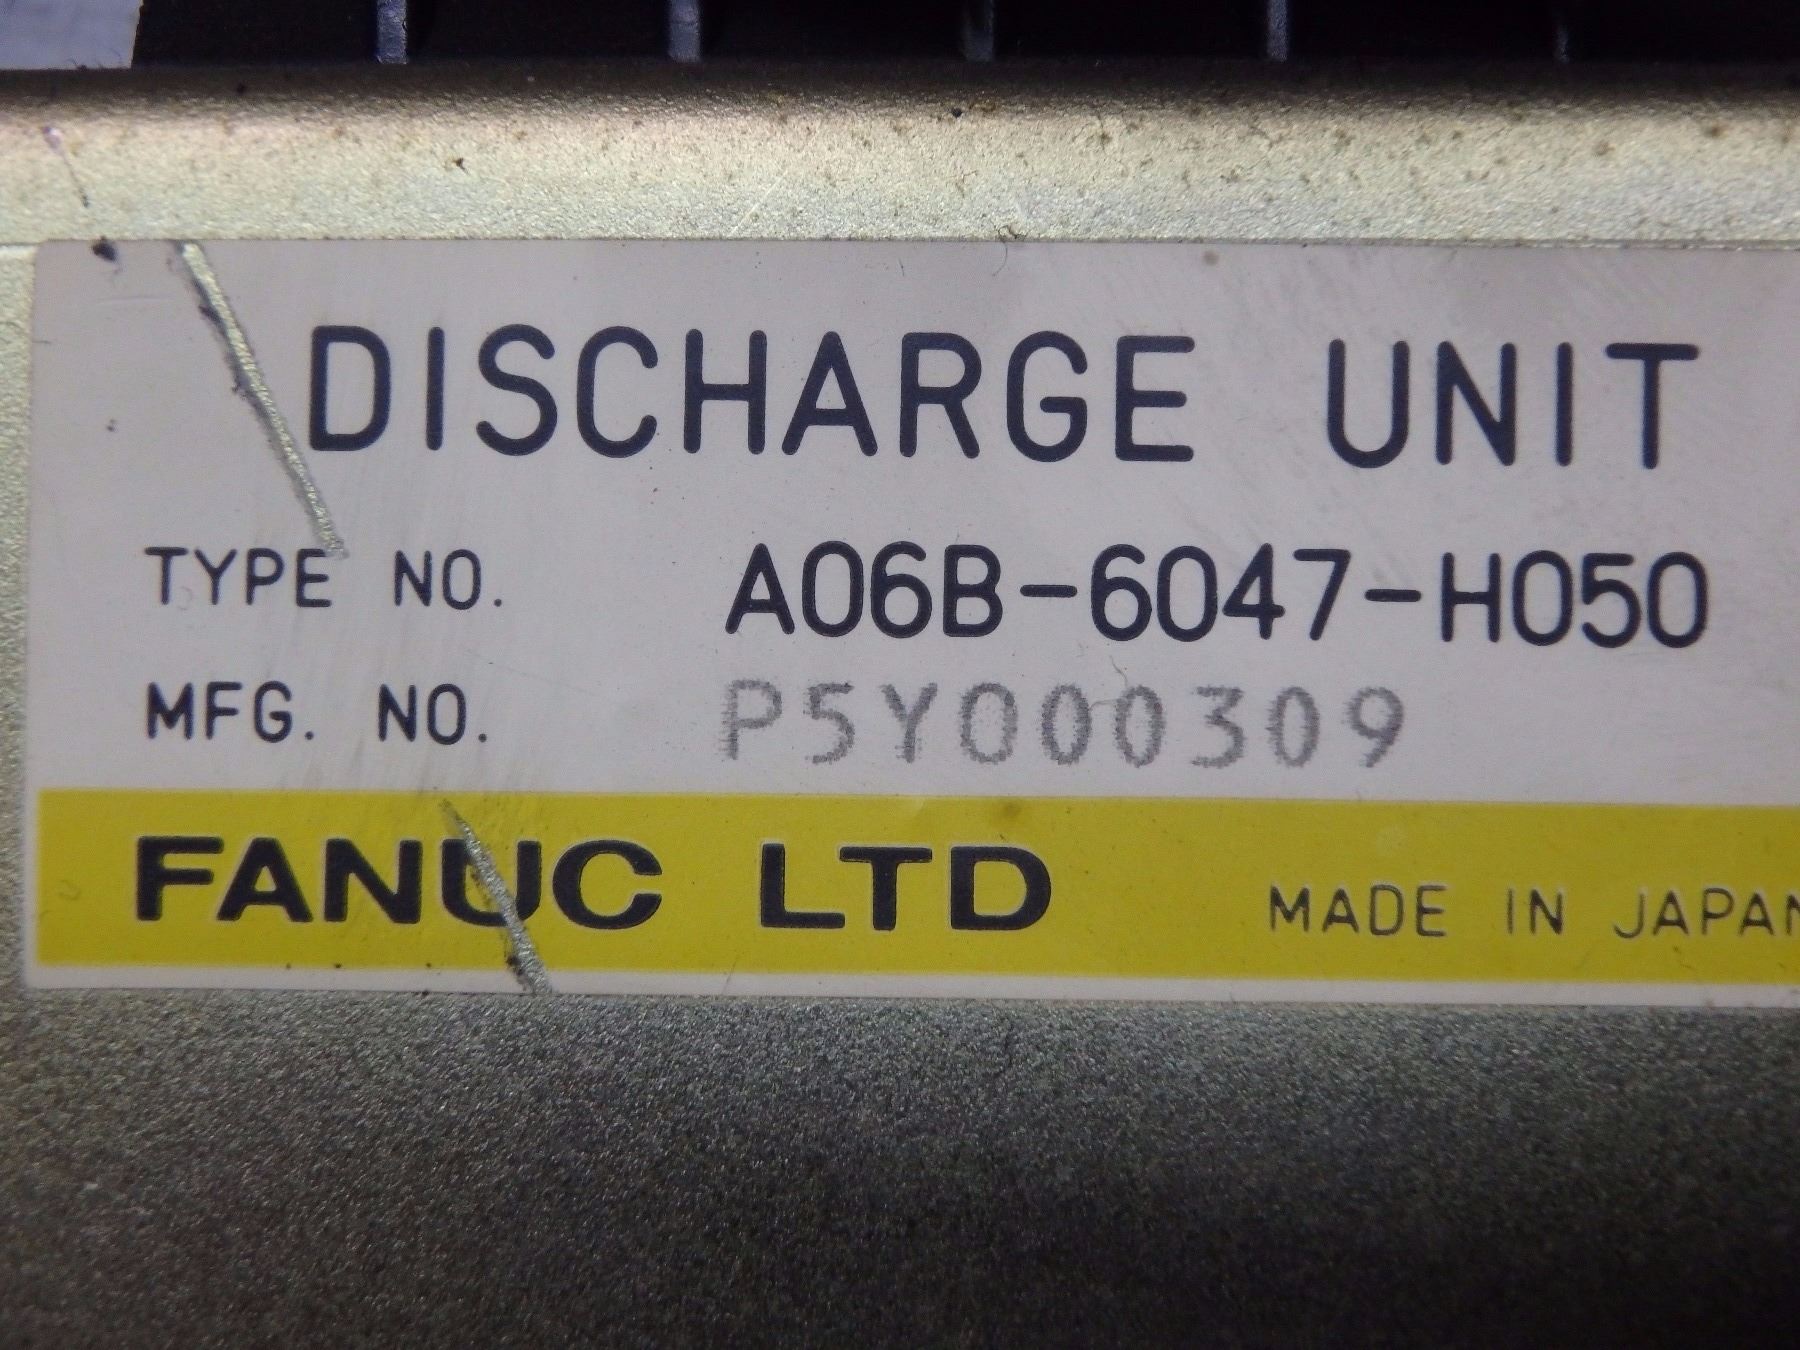 DISCHARGE UNIT
TYPE NO. A06B-6047-H050
MFG. NO. P5Y000309
FANUC LTD MADE IN JAPAN